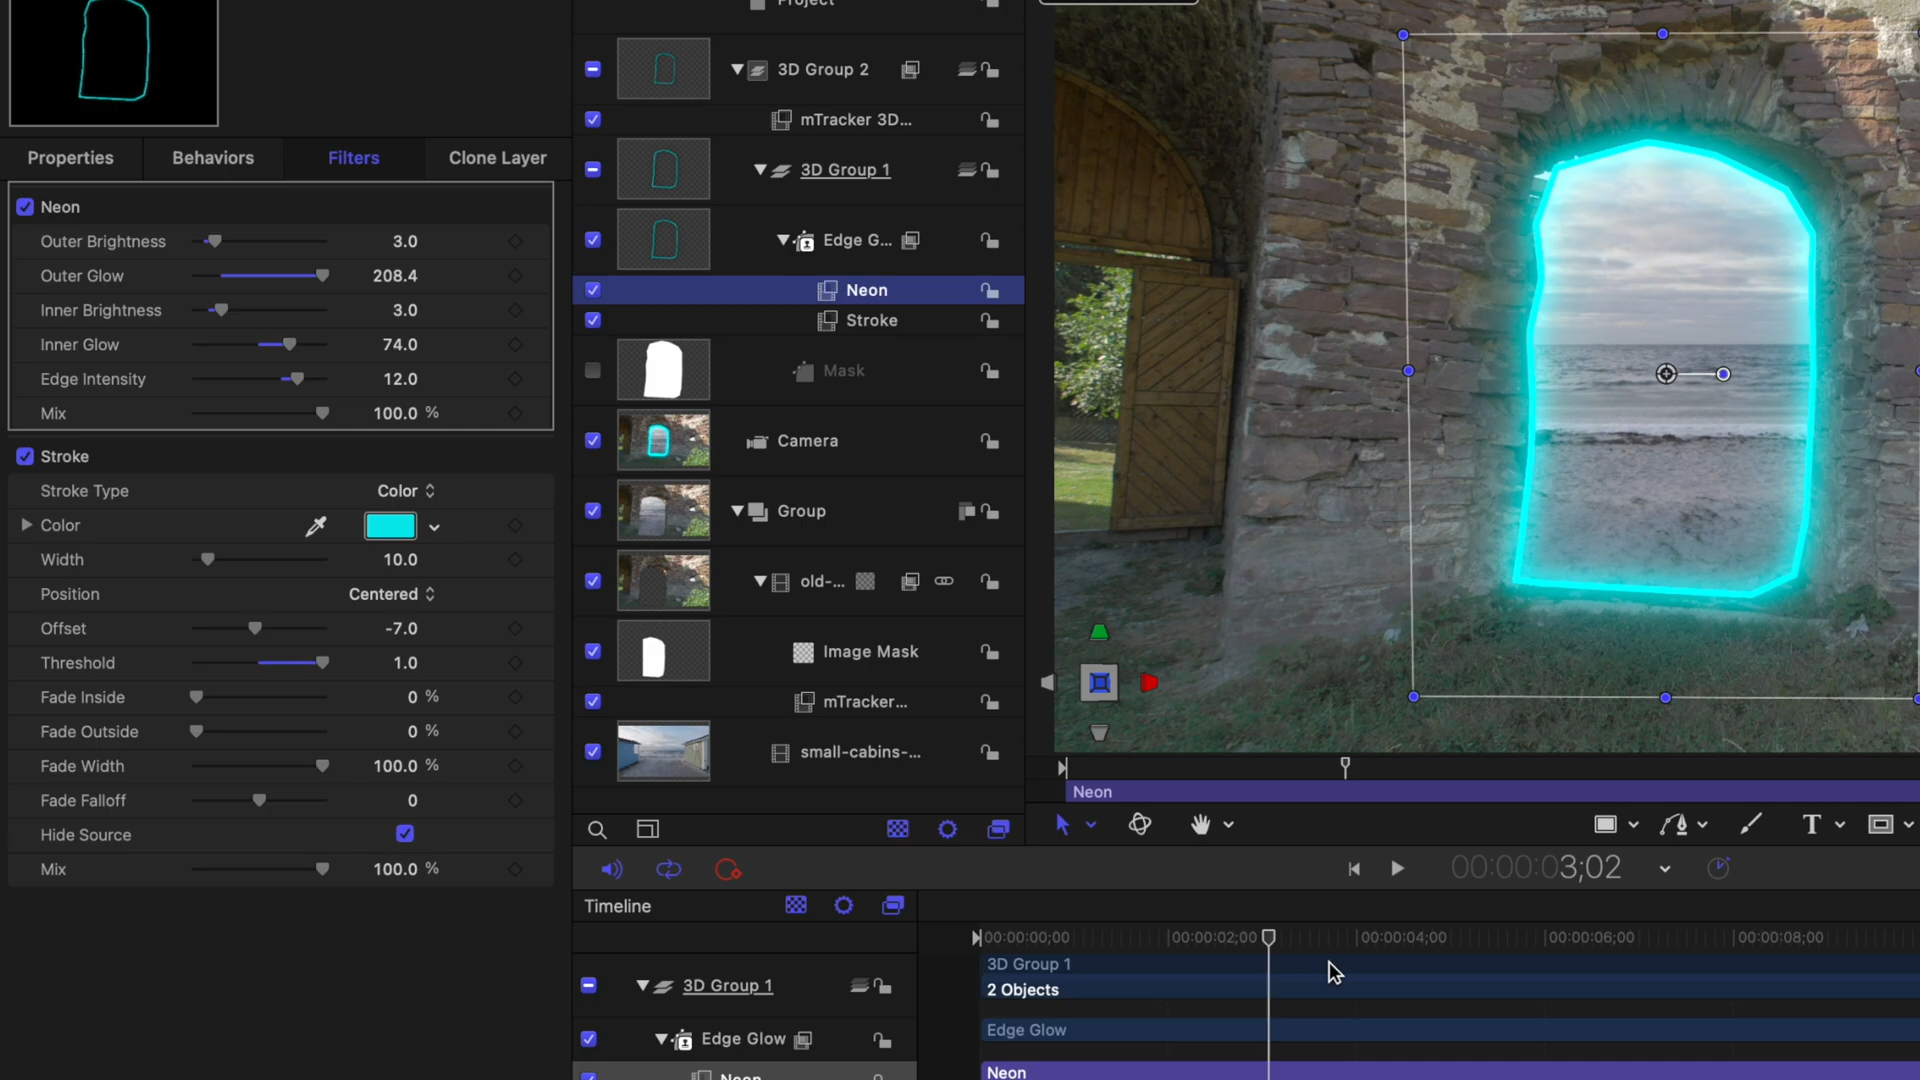 Project
3D Group 2
mTracker 3D...
Properties
Behaviors
Filters
Clone Layer
3D Group 1
Neon
Outer Brightness 3.0
Outer Glow 208.4
Inner Brightness 3.0
Inner Glow 74.0
Edge Intensity 12.0
Mix 100.0 %
Edge G...
Neon
Stroke
Mask
Camera
Group
old-...
Image Mask
mTracker...
small-cabins-...
Stroke
Stroke Type Color
Color
Width 10.0
Position Centered
Offset -7.0
Threshold 1.0
Fade Inside 0 %
Fade Outside 0 %
Fade Width 100.0 %
Fade Falloff 0
Hide Source
Mix 100.0 %
Neon
T
00:00:03;02
Timeline
00:00:00;00 00:00:02;00 00:00:04;00 00:00:06;00 00:00:08;00
3D Group 1
3D Group 1
2 Objects
Edge Glow
Edge Glow
Neon
Neon